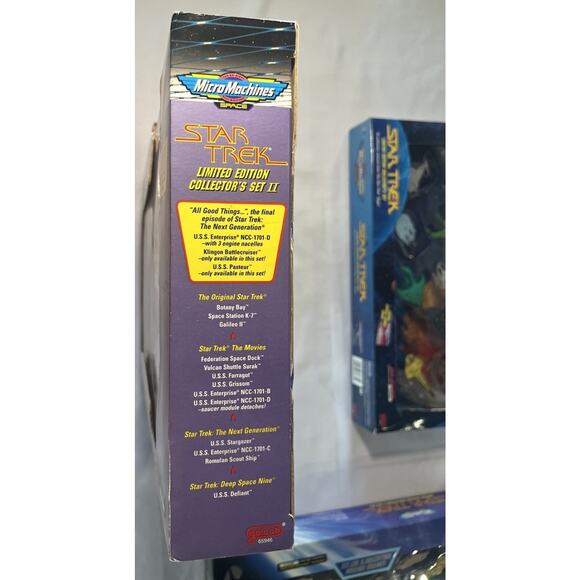 MicroMachines
SPACE
STAR
TREK
LIMITED EDITION
COLLECTOR'S SET II
"All Good Things...", the final
episode of Star Trek:
The Next Generation®
U.S.S. Enterprise® NCC-1701-D
–with 3 engine nacelles
Klingon Battlecruiser™
–only available in this set!
U.S.S. Pasteur™
–only available in this set!
The Original Star Trek®
Botany Bay™
Space Station K-7™
Galileo II™
Star Trek® The Movies
Federation Space Dock™
Vulcan Shuttle Surak™
U.S.S. Farragut™
U.S.S. Grissom™
U.S.S. Enterprise® NCC-1701-B
U.S.S. Enterprise® NCC-1701-D
–saucer module detaches!
Star Trek: The Next Generation®
U.S.S. Stargazer™
U.S.S. Enterprise® NCC-1701-C
Romulan Scout Ship™
Star Trek: Deep Space Nine™
U.S.S. Defiant™
galoob®
65946
STAR TREK
STAR TREK